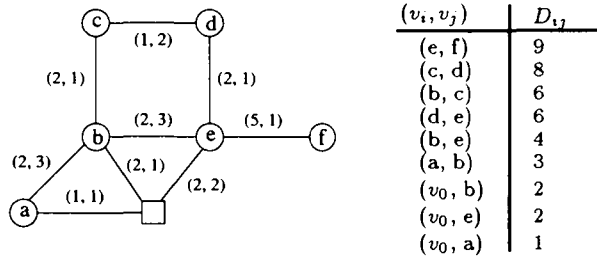 c
d
(1, 2)
(2, 1)
(2, 1)
b
(2, 3)
e
(5, 1)
f
(2, 3)
(2, 1)
(2, 2)
a
(1, 1)
(v_i, v_j) D_ij
(e, f) 9
(c, d) 8
(b, c) 6
(d, e) 6
(b, e) 4
(a, b) 3
(v_0, b) 2
(v_0, e) 2
(v_0, a) 1